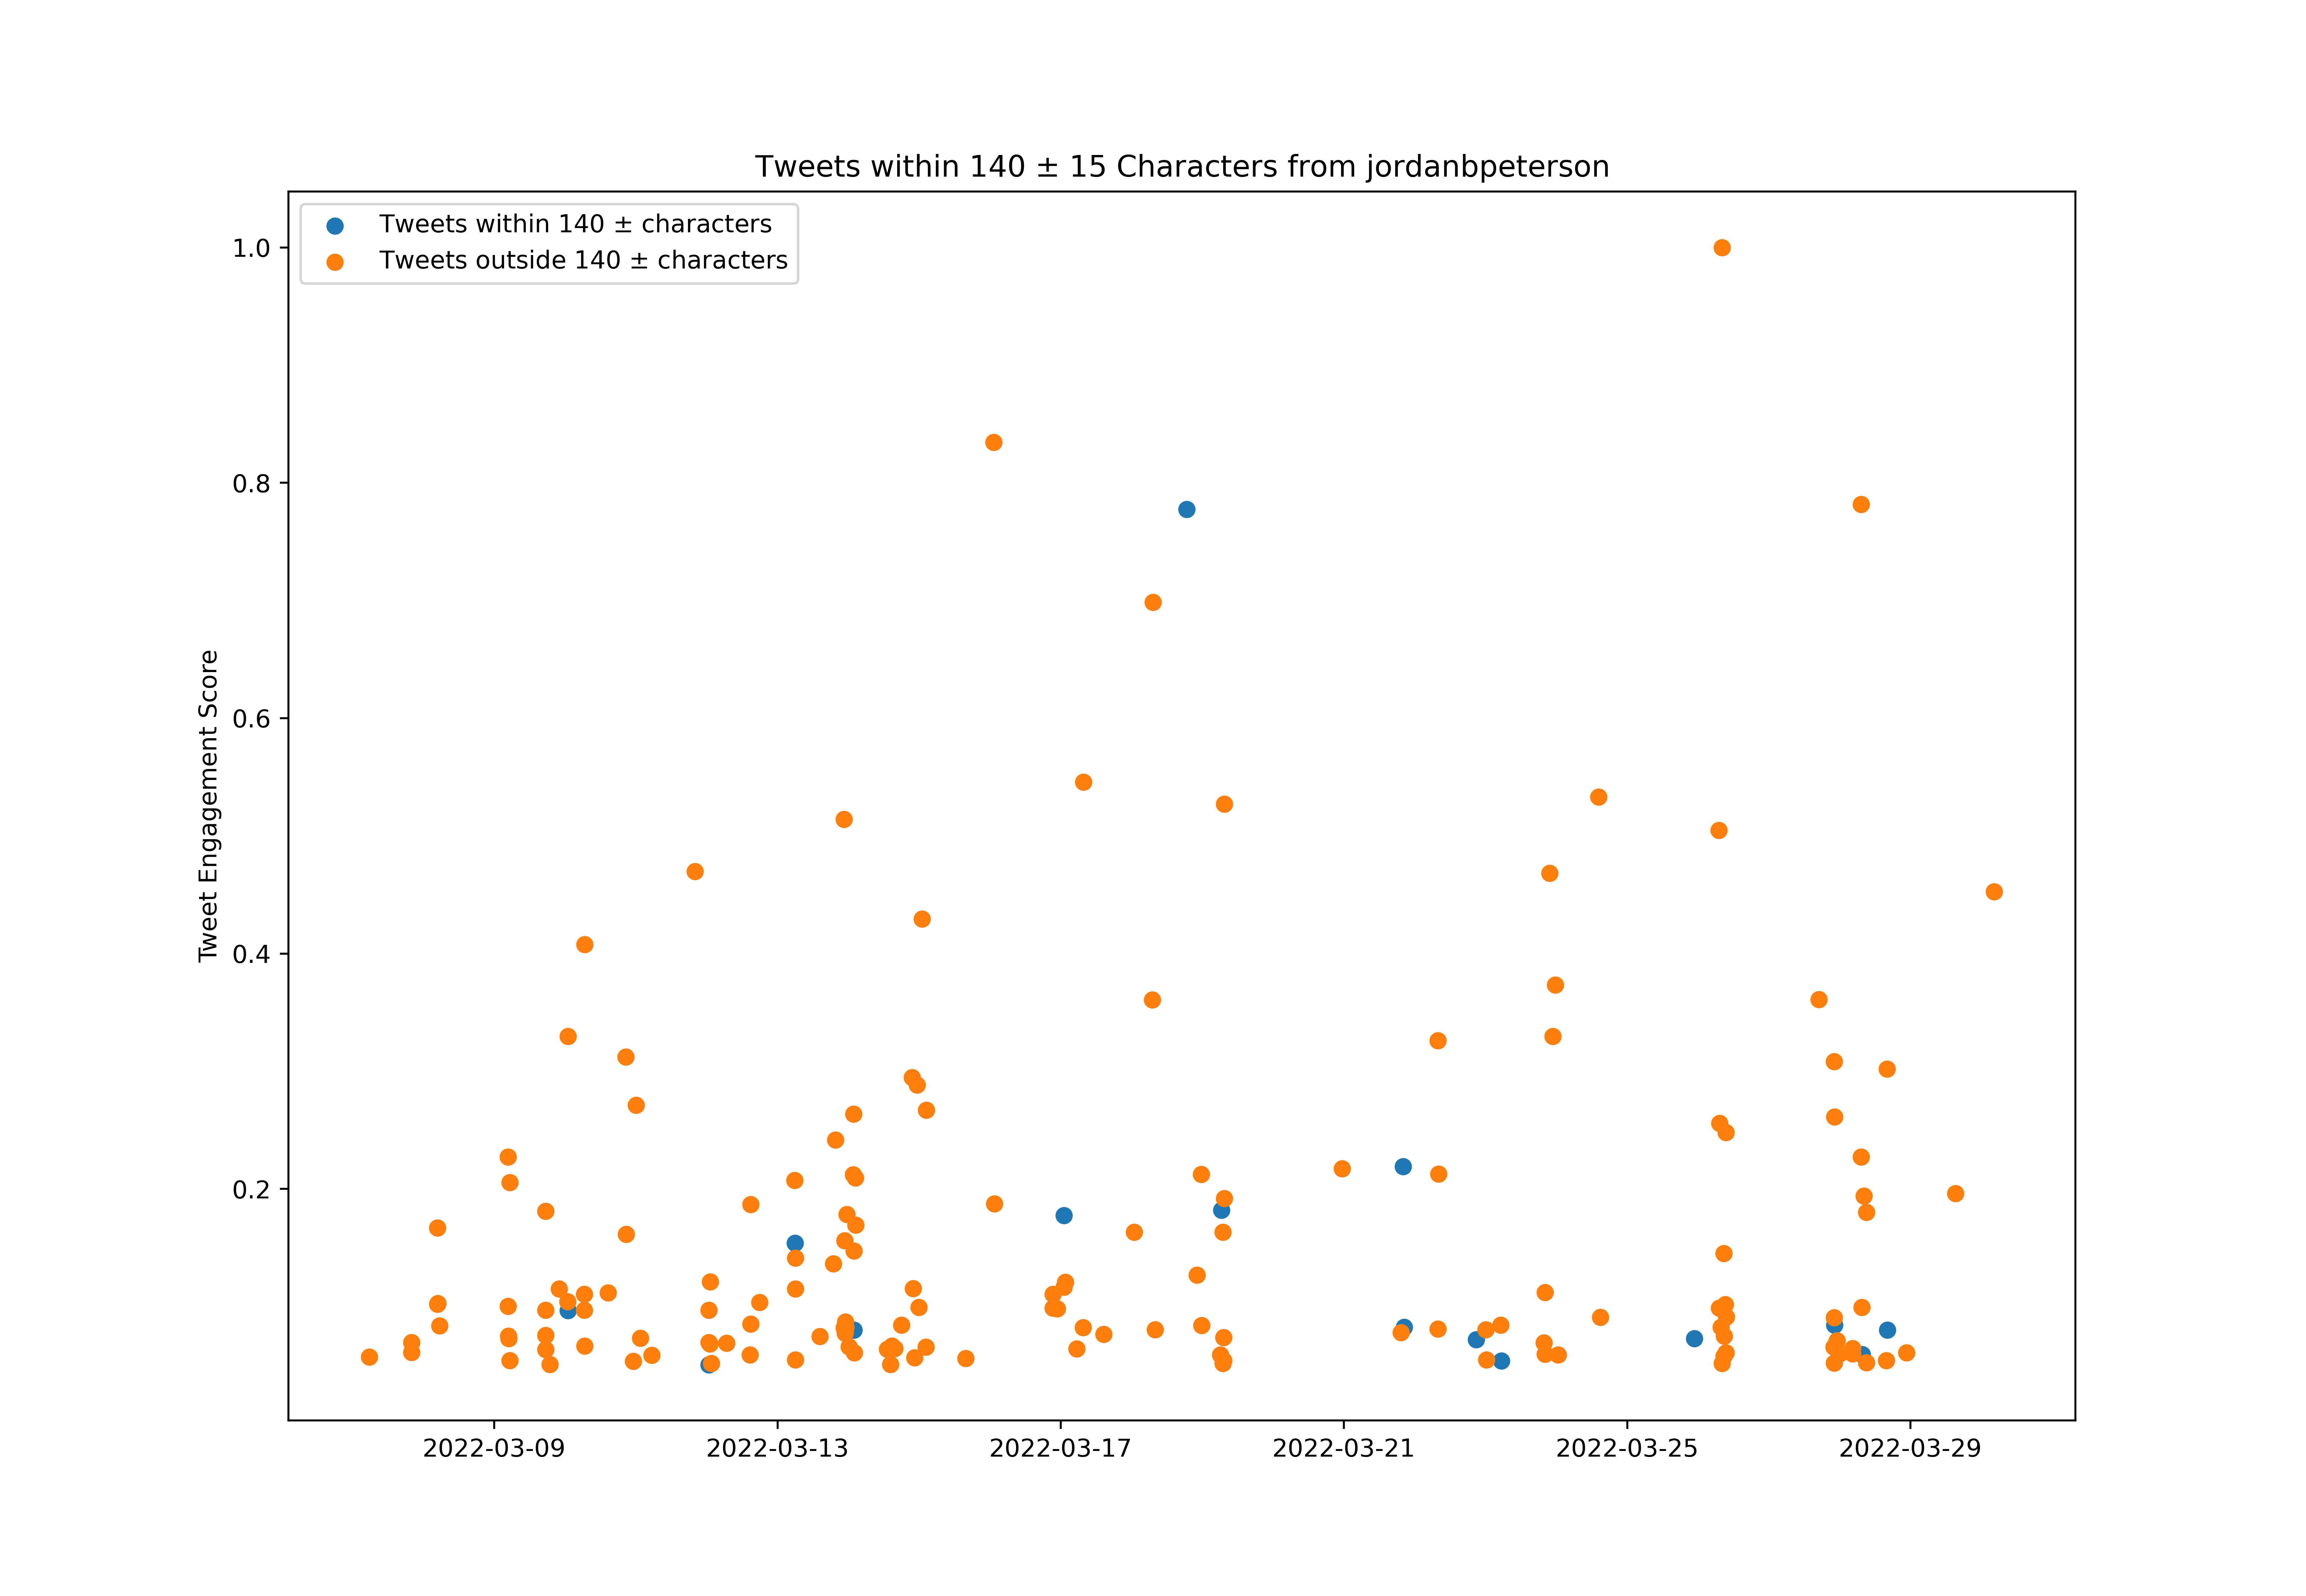 Tweets within 140 ± 15 Characters from jordanbpeterson
Tweets within 140 ± characters
Tweets outside 140 ± characters
Tweet Engagement Score
1.0
0.8
0.6
0.4
0.2
2022-03-09
2022-03-13
2022-03-17
2022-03-21
2022-03-25
2022-03-29